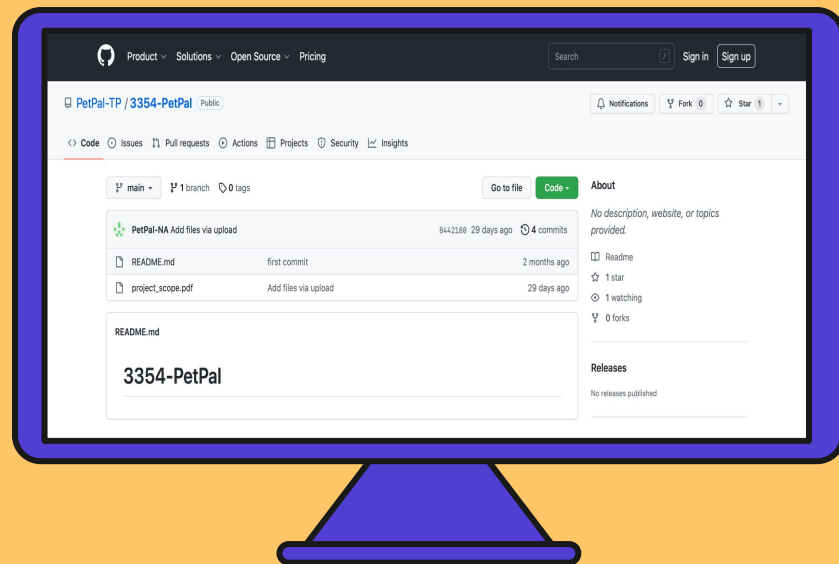 Product Solutions Open Source Pricing Search / Sign in Sign up
PetPal-TP / 3354-PetPal Public Notifications Fork 0 Star 1
<> Code Issues Pull requests Actions Projects Security Insights
main 1 branch 0 tags Go to file Code
About
No description, website, or topics
provided.
PetPal-NA Add files via upload 8442180 29 days ago 4 commits
README.md first commit 2 months ago
project_scope.pdf Add files via upload 29 days ago
Readme
1 star
1 watching
0 forks
README.md
3354-PetPal
Releases
No releases published